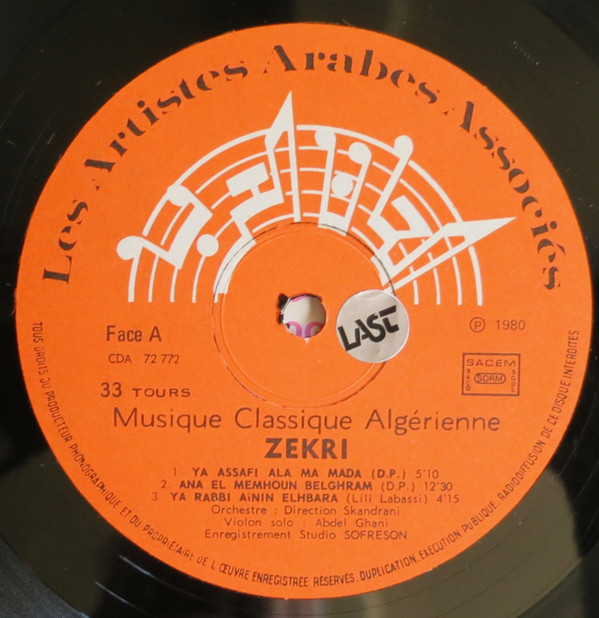 Les Artistes Arabes Associés
LAST
Face A
CDA 72 772
℗ 1980
SACEM
SDRM
33 TOURS
Musique Classique Algérienne
ZEKRI
1 YA ASSAFI ALA MA MADA (D.P.) 5'10
2. ANA EL MEMHOUN BELGHRAM (D.P.) 12'30
3 YA RABBI AïNIN ELHBARA (Lili Labassi) 4'15
Orchestre : Direction Skandrani
Violon solo : Abdel Ghani
Enregistrement Studio SOFRESON
TOUS DROITS DU PRODUCTEUR PHONOGRAPHIQUE ET DU PROPRIETAIRE DE L'ŒUVRE ENREGISTREE RÉSERVÉS, DUPLICATION, EXÉCUTION PUBLIQUE, RADIODIFFUSION DE CE DISQUE INTERDITES